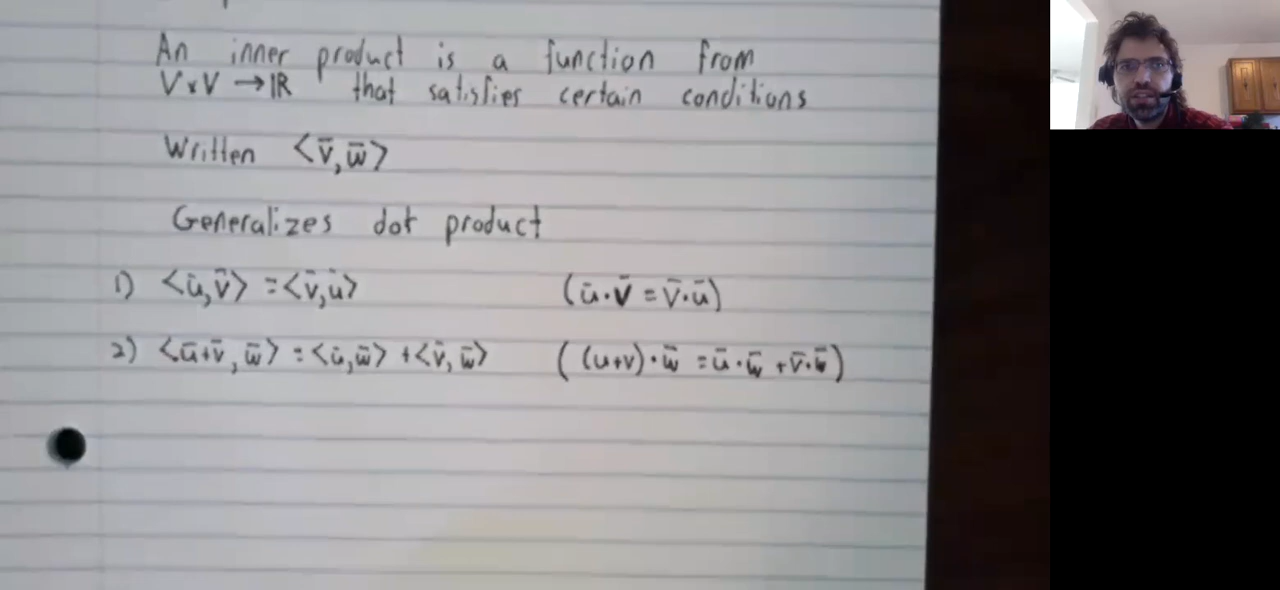 An inner product is a function from
V×V →ℝ that satisfies certain conditions
Written <v̄,w̄>
Generalizes dot product
1) <ū,v̄> =<v̄,ū> (ū·v̄ = v̄·ū)
2) <ū+v̄,w̄> = <ū,w̄> +<v̄,w̄> ( (u+v)·w̄ =ū·w̄ +v̄·w̄)